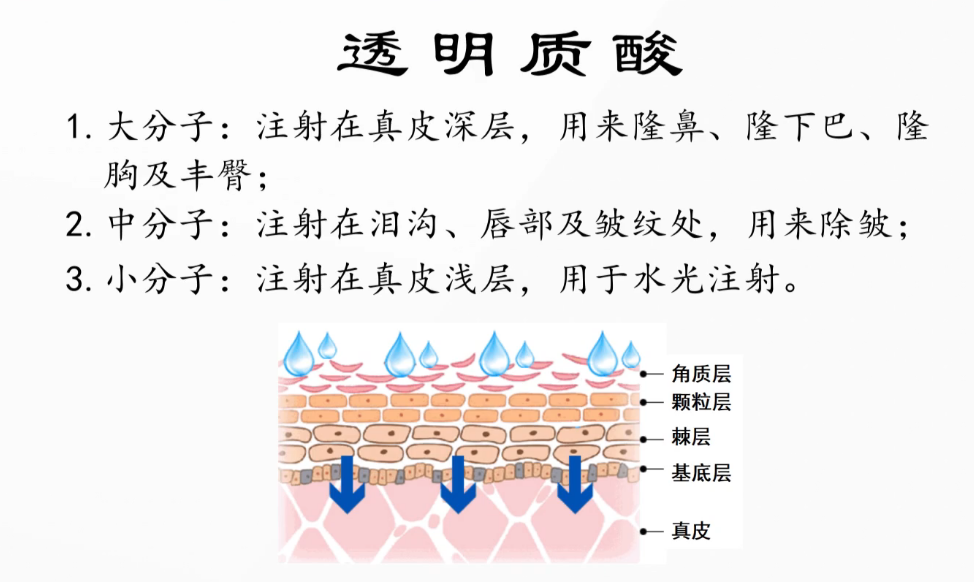 透明质酸
1. 大分子：注射在真皮深层，用来隆鼻、隆下巴、隆
胸及丰臀；
2. 中分子：注射在泪沟、唇部及皱纹处，用来除皱；
3. 小分子：注射在真皮浅层，用于水光注射。
角质层
颗粒层
棘层
基底层
真皮